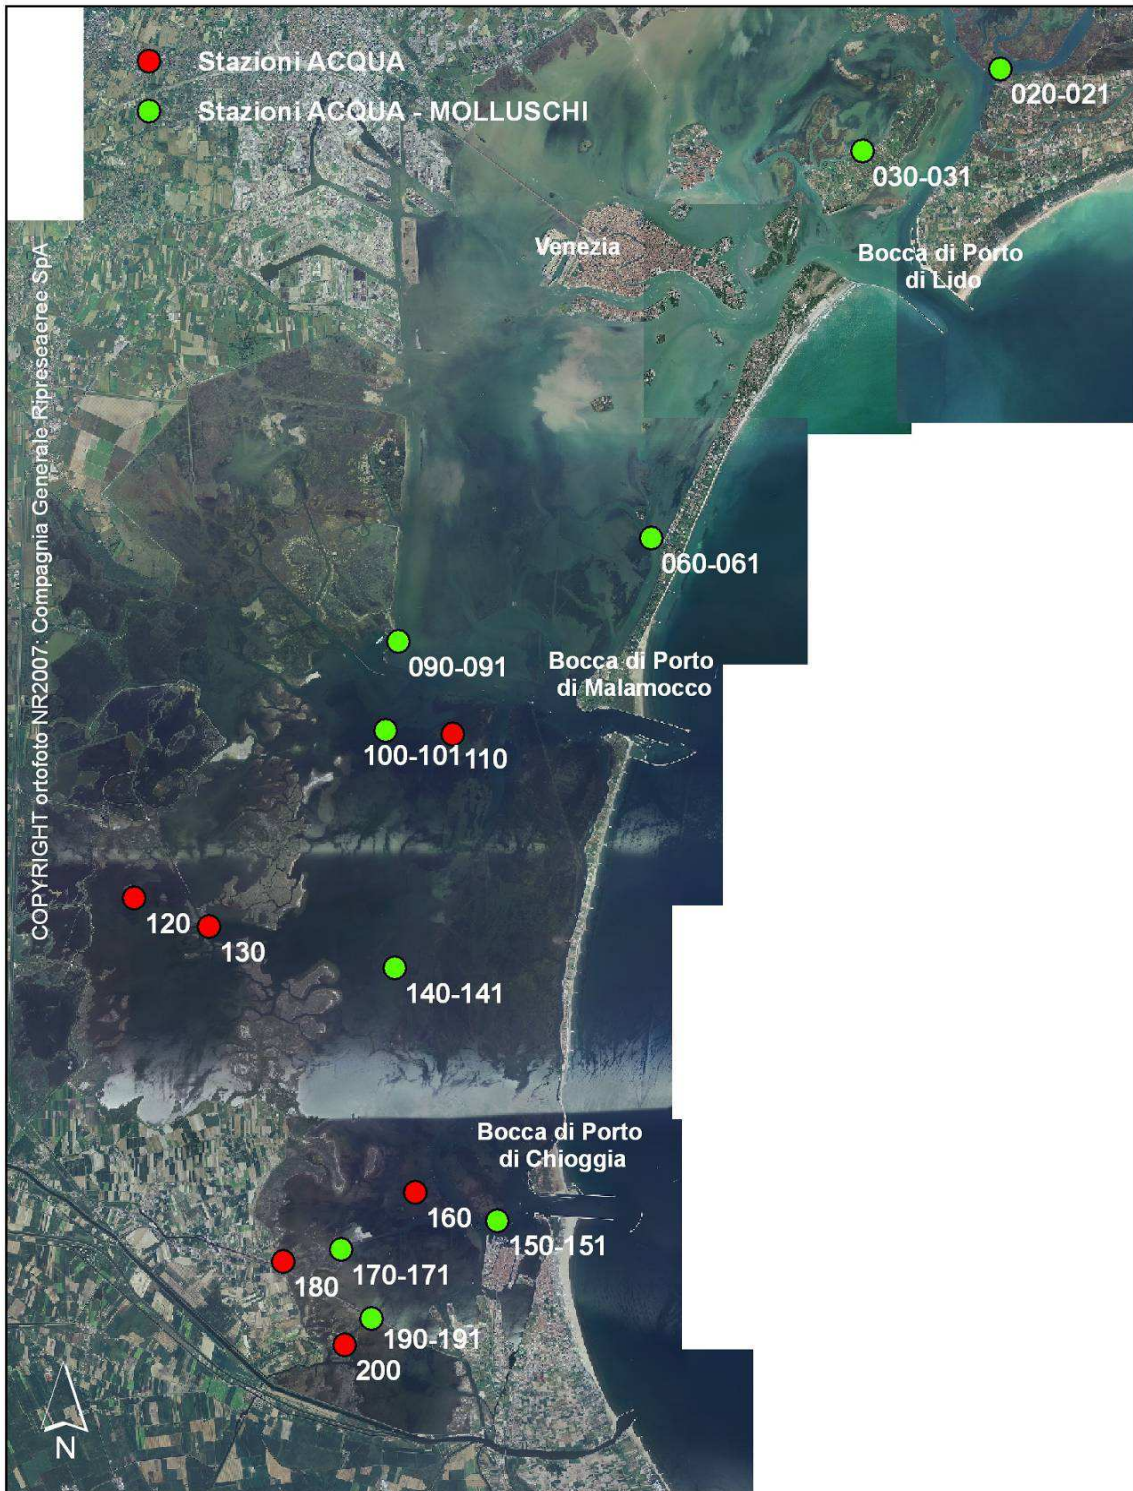 Stazioni ACQUA
Stazioni ACQUA - MOLLUSCHI
020-021
030-031
Venezia
Bocca di Porto
di Lido
COPYRIGHT ortofoto NR2007: Compagnia Generale Ripreseaeree SpA
060-061
090-091
Bocca di Porto
di Malamocco
100-101
110
120
130
140-141
Bocca di Porto
di Chioggia
160
150-151
170-171
180
190-191
200
N